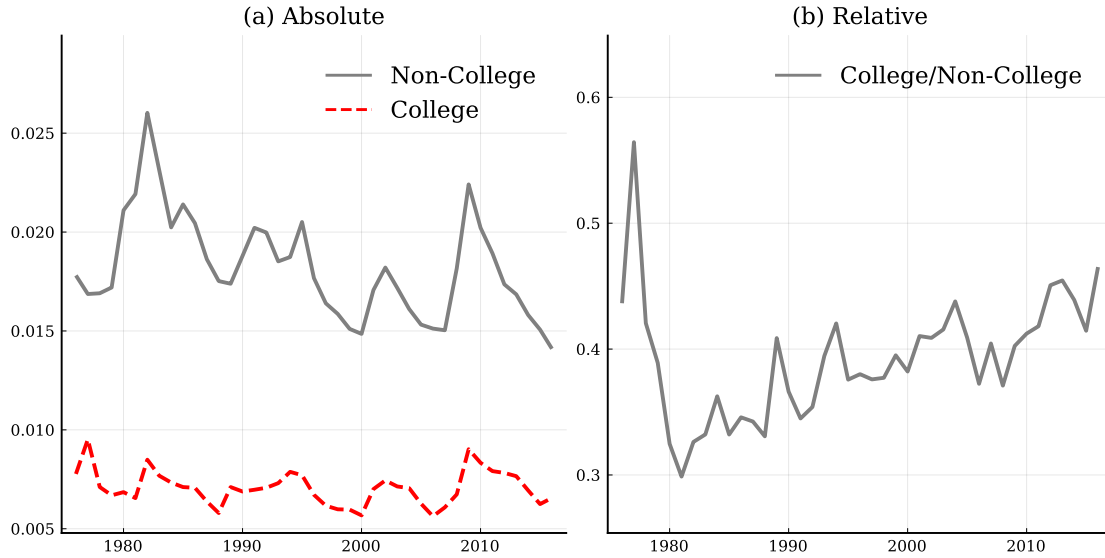 (a) Absolute
Non-College
College
0.025
0.020
0.015
0.010
0.005
1980 1990 2000 2010
(b) Relative
College/Non-College
0.6
0.5
0.4
0.3
1980 1990 2000 2010